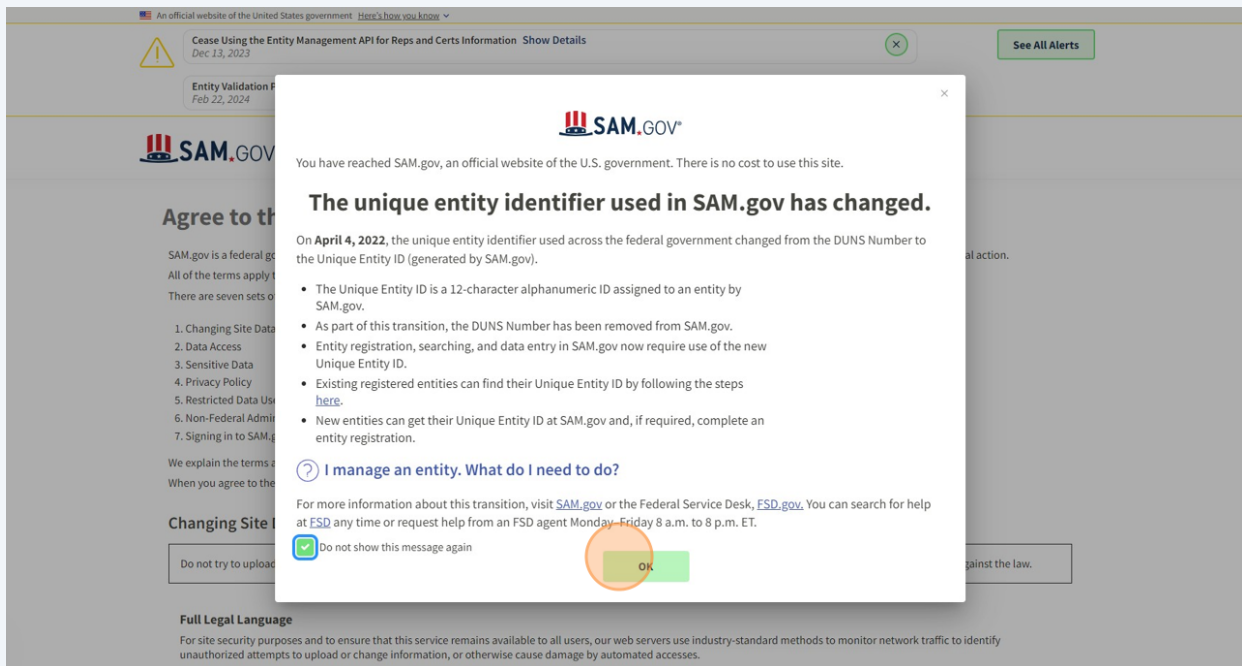 An official website of the United States government Here's how you know
Cease Using the Entity Management API for Reps and Certs Information Show Details
Dec 13, 2023
See All Alerts
Entity Validation
Feb 22, 2024
SAM.GOV
SAM.GOV®
You have reached SAM.gov, an official website of the U.S. government. There is no cost to use this site.
The unique entity identifier used in SAM.gov has changed.
Agree to th
On April 4, 2022, the unique entity identifier used across the federal government changed from the DUNS Number to
the Unique Entity ID (generated by SAM.gov).
SAM.gov is a federal go
al action.
All of the terms apply t
There are seven sets o
• The Unique Entity ID is a 12-character alphanumeric ID assigned to an entity by
SAM.gov.
• As part of this transition, the DUNS Number has been removed from SAM.gov.
• Entity registration, searching, and data entry in SAM.gov now require use of the new
Unique Entity ID.
• Existing registered entities can find their Unique Entity ID by following the steps
here.
• New entities can get their Unique Entity ID at SAM.gov and, if required, complete an
entity registration.
1. Changing Site Data
2. Data Access
3. Sensitive Data
4. Privacy Policy
5. Restricted Data Use
6. Non-Federal Admi
7. Signing in to SAM.g
We explain the terms a
When you agree to the
? I manage an entity. What do I need to do?
For more information about this transition, visit SAM.gov or the Federal Service Desk, FSD.gov. You can search for help
at FSD any time or request help from an FSD agent Monday–Friday 8 a.m. to 8 p.m. ET.
Do not show this message again
OK
Changing Site
Do not try to upload
gainst the law.
Full Legal Language
For site security purposes and to ensure that this service remains available to all users, our web servers use industry-standard methods to monitor network traffic to identify
unauthorized attempts to upload or change information, or otherwise cause damage by automated accesses.